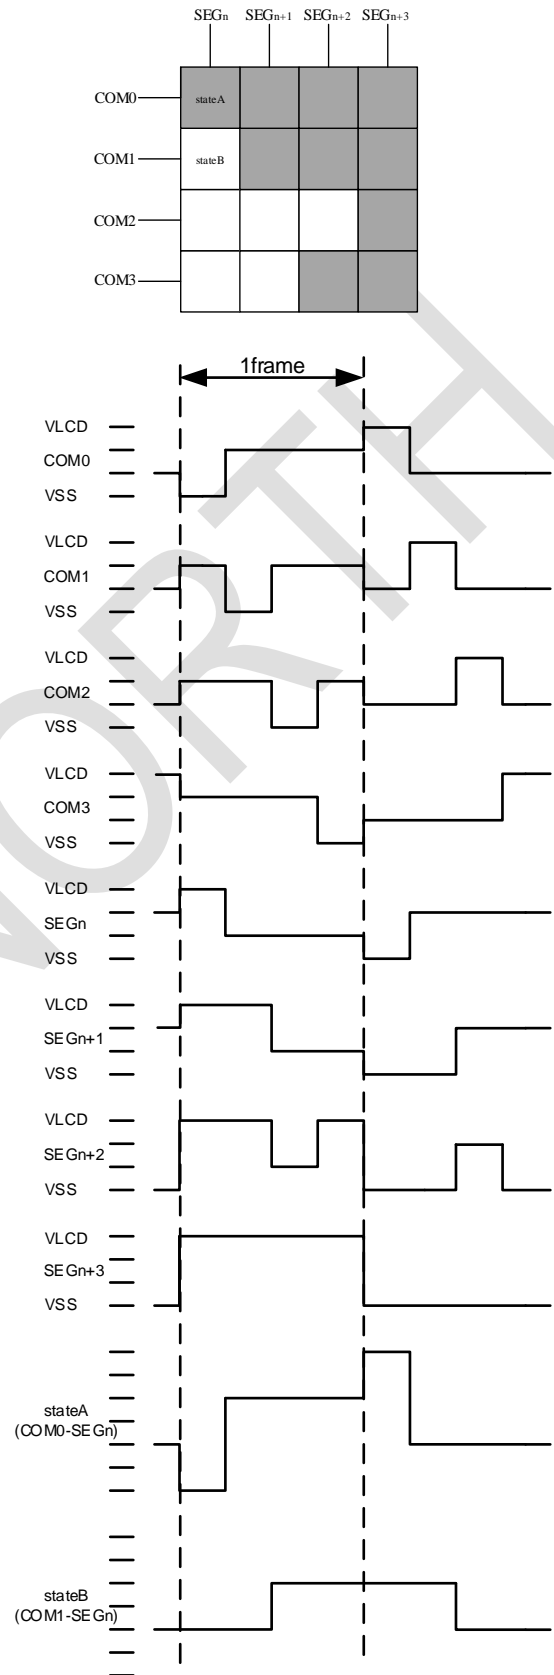 SEGn SEGn+1 SEGn+2 SEGn+3
COM0
stateA
COM1
stateB
COM2
COM3
1frame
VLCD
COM0
VSS
VLCD
COM1
VSS
VLCD
COM2
VSS
VLCD
COM3
VSS
VLCD
SEGn
VSS
VLCD
SEGn+1
VSS
VLCD
SEGn+2
VSS
VLCD
SEGn+3
VSS
stateA
(COM0-SEGn)
stateB
(COM1-SEGn)